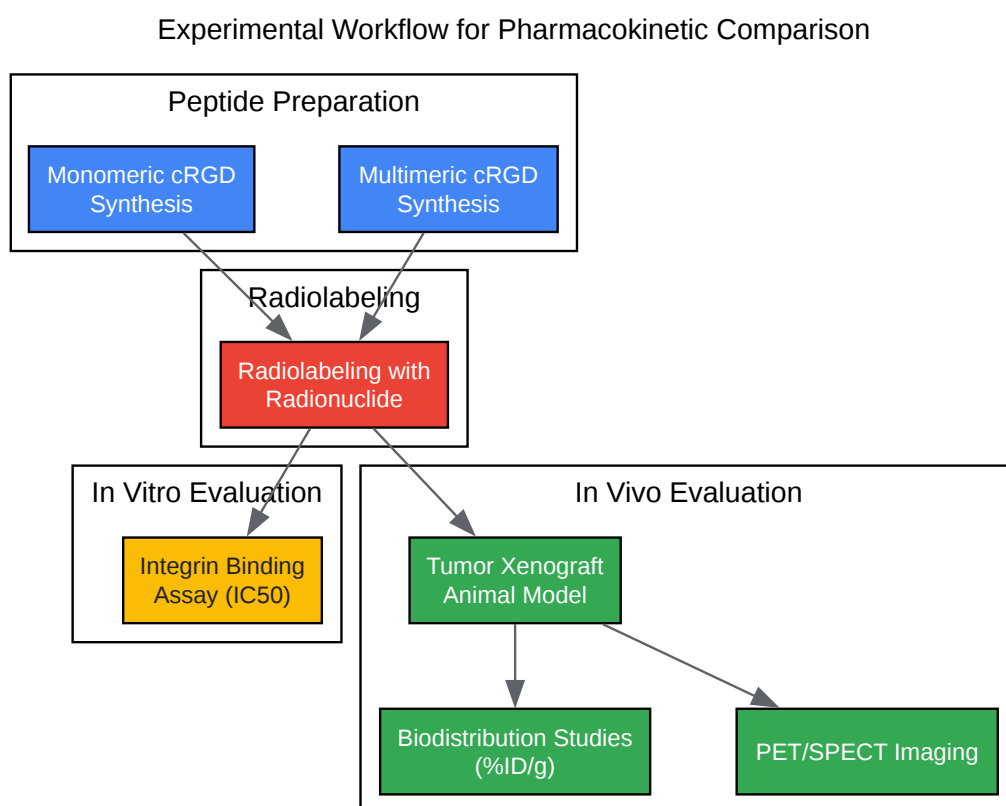 Experimental Workflow for Pharmacokinetic Comparison
Peptide Preparation
Monomeric cRGD
Synthesis
Multimeric cRGD
Synthesis
Radiolabeling
Radiolabeling with
Radionuclide
In Vitro Evaluation
Integrin Binding
Assay (IC50)
In Vivo Evaluation
Tumor Xenograft
Animal Model
Biodistribution Studies
(%ID/g)
PET/SPECT Imaging